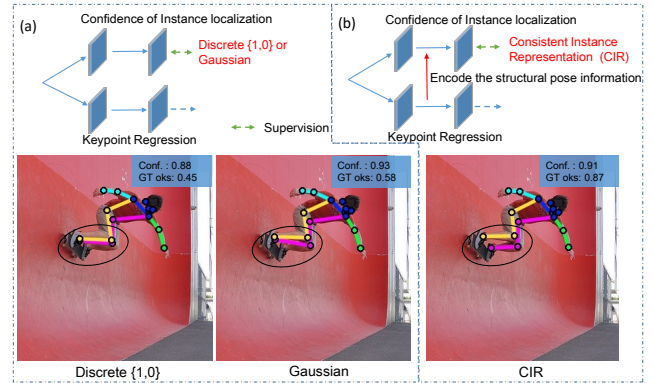 (a)
Confidence of Instance localization
Discrete {1,0} or
Gaussian
Keypoint Regression
Supervision
(b)
Confidence of Instance localization
Consistent Instance
Representation (CIR)
Encode the structural pose information
Keypoint Regression
Conf. : 0.88
GT oks: 0.45
Conf. : 0.93
GT oks: 0.58
Conf. : 0.91
GT oks: 0.87
Discrete {1,0}
Gaussian
CIR